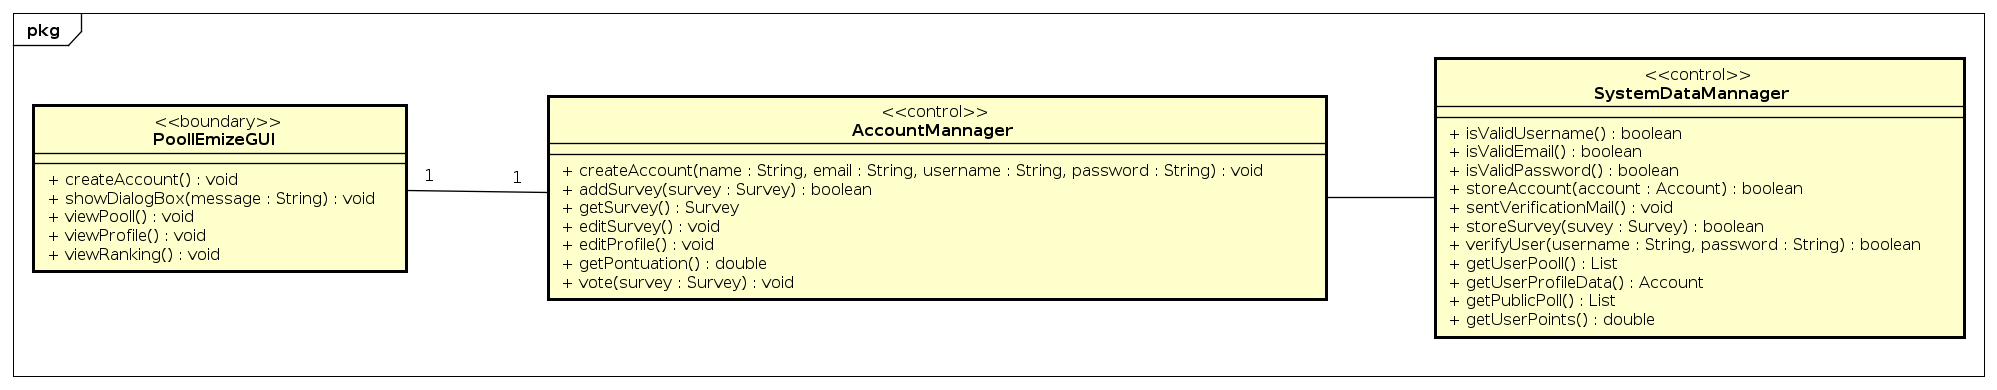 pkg
<<boundary>>
PoollEmizeGUI
+ createAccount() : void
+ showDialogBox(message : String) : void
+ viewPooll() : void
+ viewProfile() : void
+ viewRanking() : void
1
1
<<control>>
AccountMannager
+ createAccount(name : String, email : String, username : String, password : String) : void
+ addSurvey(survey : Survey) : boolean
+ getSurvey() : Survey
+ editSurvey() : void
+ editProfile() : void
+ getPontuation() : double
+ vote(survey : Survey) : void
<<control>>
SystemDataMannager
+ isValidUsername() : boolean
+ isValidEmail() : boolean
+ isValidPassword() : boolean
+ storeAccount(account : Account) : boolean
+ sentVerificationMail() : void
+ storeSurvey(suvey : Survey) : boolean
+ verifyUser(username : String, password : String) : boolean
+ getUserPooll() : List
+ getUserProfileData() : Account
+ getPublicPoll() : List
+ getUserPoints() : double